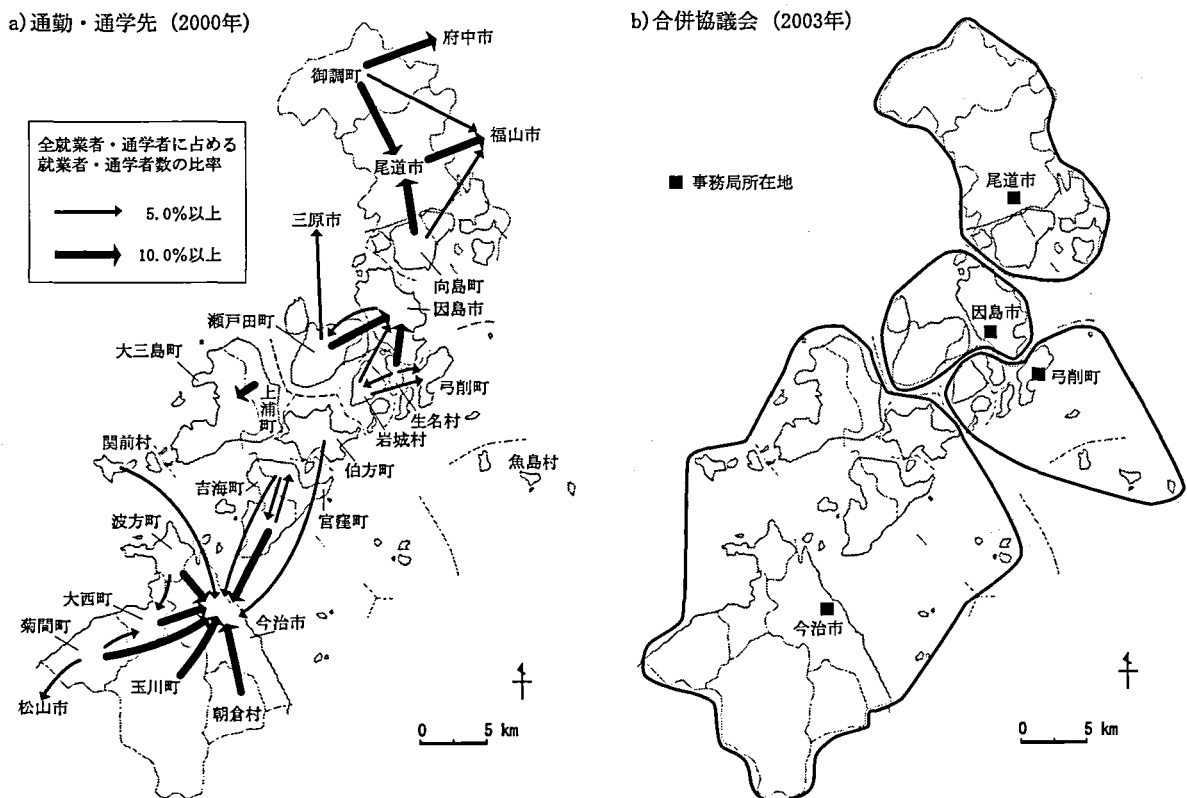 a)通勤・通学先 (2000年)
府中市
御調町
全就業者・通学者に占める
就業者・通学者数の比率
5.0%以上
10.0%以上
福山市
尾道市
三原市
向島町
因島市
瀬戸田町
大三島町
上浦町
弓削町
生名村
岩城村
関前村
伯方町
魚島村
吉海町
宮窪町
波方町
大西町
菊間町
今治市
玉川町
松山市
朝倉村
0 5 km
b)合併協議会 (2003年)
■ 事務局所在地
尾道市
因島市
弓削町
今治市
0 5 km